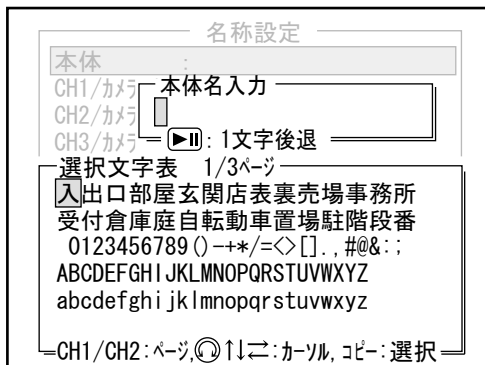 名称設定
本体 :
CH1/カメラ
本体名入力
CH2/カメラ
CH3/カメラ
⏯: 1文字後退
選択文字表 1/3ページ
入出口部屋玄関店表裏売場事務所
受付倉庫庭自転動車置場駐階段番
0123456789()-+*/=<>[].,#@&:;
ABCDEFGHIJKLMNOPQRSTUVWXYZ
abcdefghijklmnopqrstuvwxyz
CH1/CH2:ページ,↑↓⇄:カーソル,コピー:選択